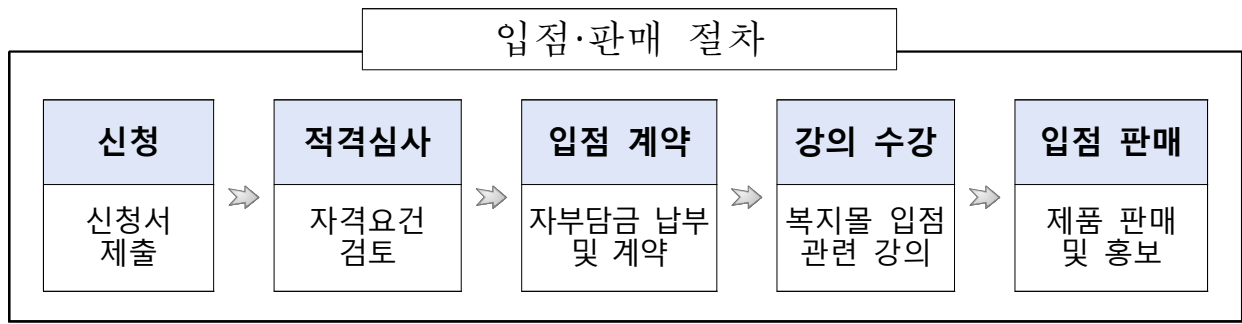 입점·판매 절차
신청
신청서
제출
적격심사
자격요건
검토
입점 계약
자부담금 납부
및 계약
강의 수강
복지몰 입점
관련 강의
입점 판매
제품 판매
및 홍보